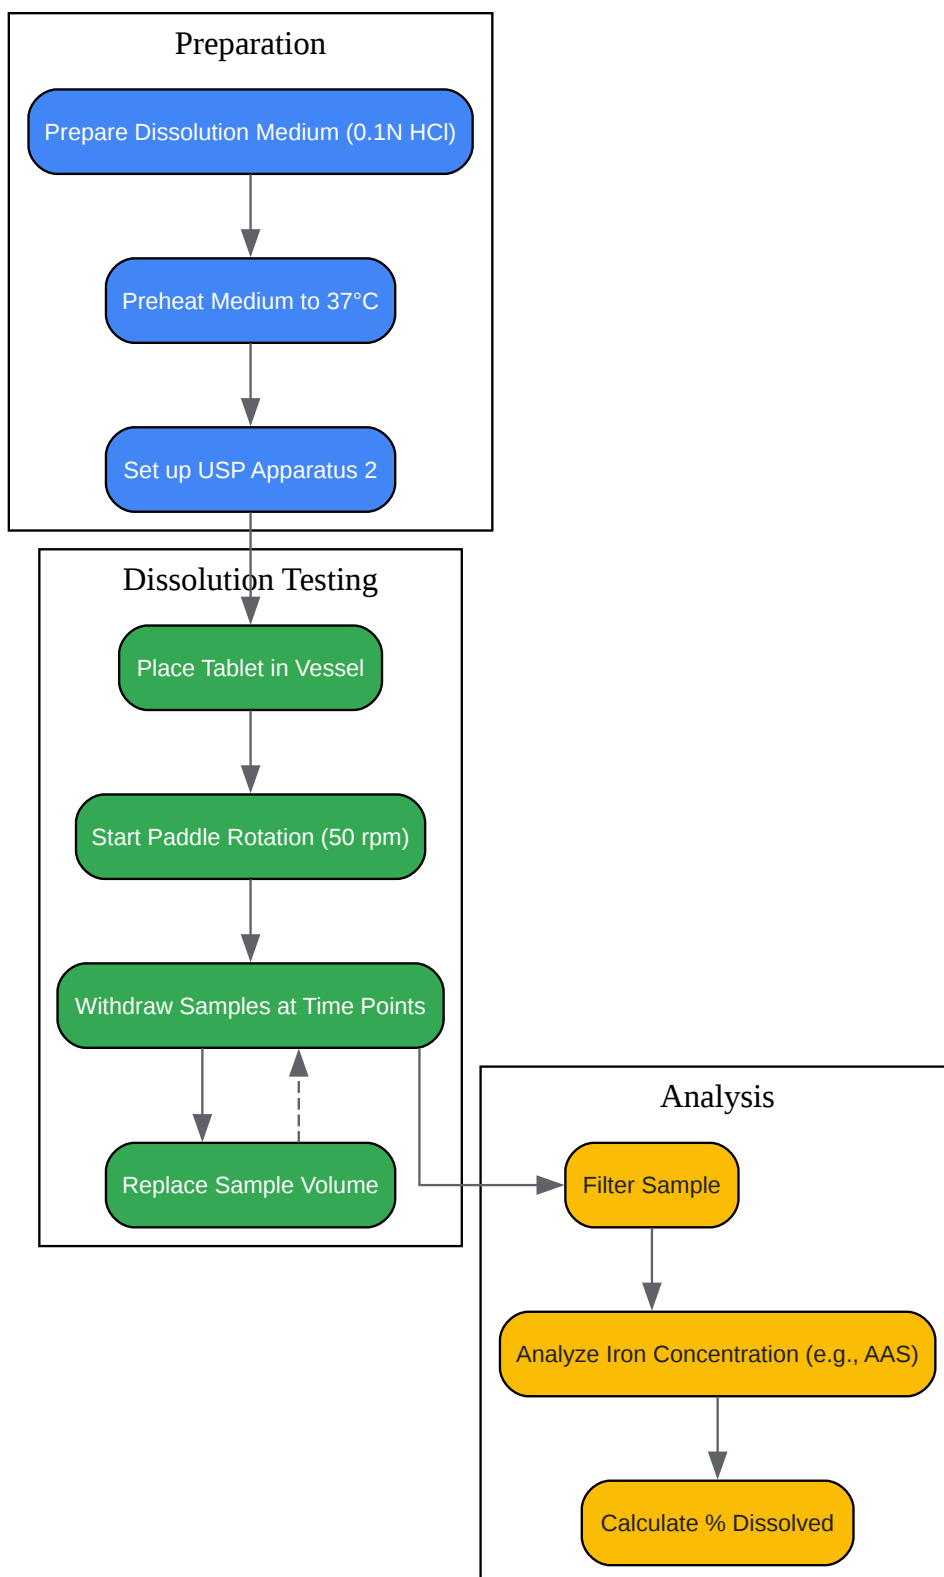 Preparation
Prepare Dissolution Medium (0.1N HCl)
Preheat Medium to 37°C
Set up USP Apparatus 2
Dissolution Testing
Place Tablet in Vessel
Start Paddle Rotation (50 rpm)
Withdraw Samples at Time Points
Replace Sample Volume
Analysis
Filter Sample
Analyze Iron Concentration (e.g., AAS)
Calculate % Dissolved